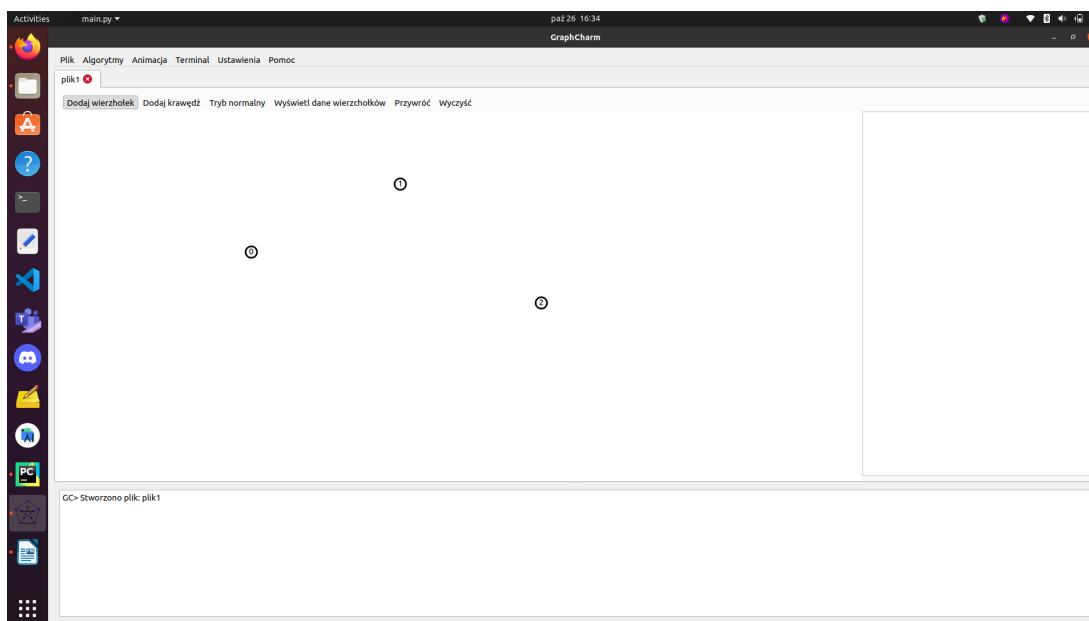 Activities main.py paź 26 16:34
GraphCharm
Plik Algorytmy Animacja Terminal Ustawienia Pomoc
plik1
Dodaj wierzhołek Dodaj krawędź Tryb normalny Wyświetl dane wierzchołków Przywróć Wyczyść
1
0
2
GC> Stworzono plik: plik1